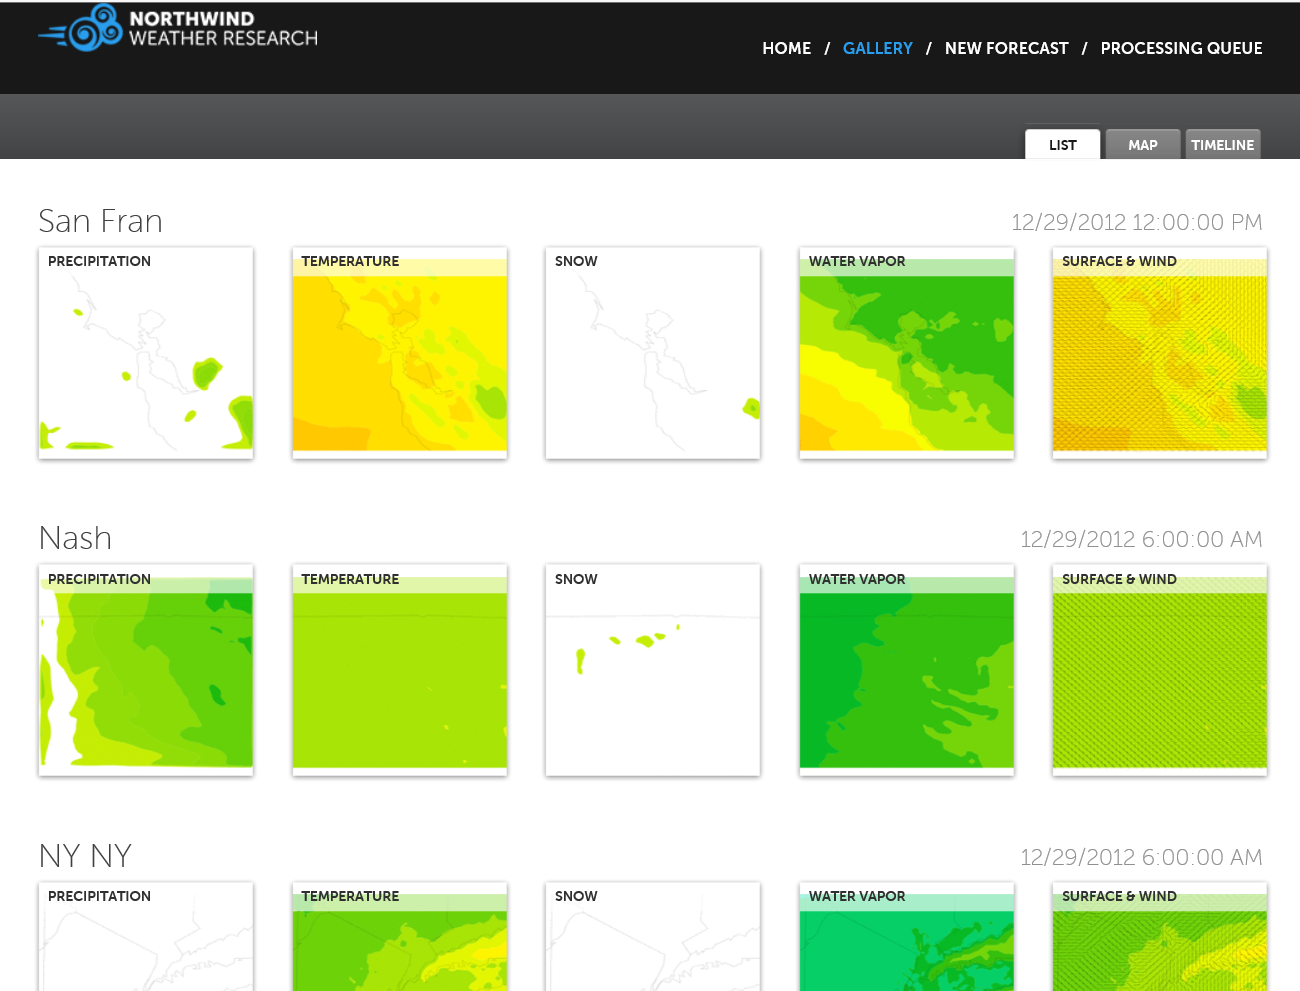 NORTHWIND
WEATHER RESEARCH
HOME / GALLERY / NEW FORECAST / PROCESSING QUEUE
LIST MAP TIMELINE
San Fran 12/29/2012 12:00:00 PM
PRECIPITATION TEMPERATURE SNOW WATER VAPOR SURFACE & WIND
Nash 12/29/2012 6:00:00 AM
PRECIPITATION TEMPERATURE SNOW WATER VAPOR SURFACE & WIND
NY NY 12/29/2012 6:00:00 AM
PRECIPITATION TEMPERATURE SNOW WATER VAPOR SURFACE & WIND